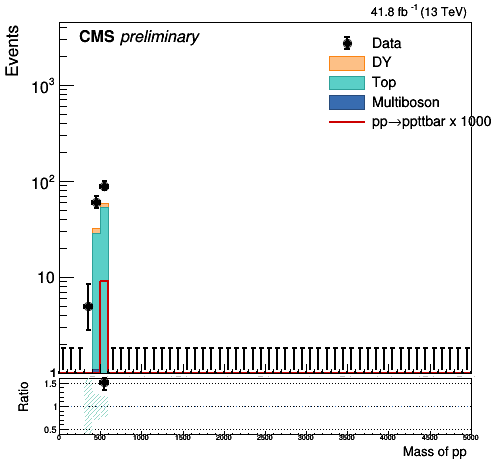 41.8 fb -1 (13 TeV)
CMS preliminary
Events
Data
DY
Top
Multiboson
pp→ppttbar x 1000
10³
10²
10
1
Ratio
1.5
1
0.5
0 500 1000 1500 2000 2500 3000 3500 4000 4500 5000
Mass of pp